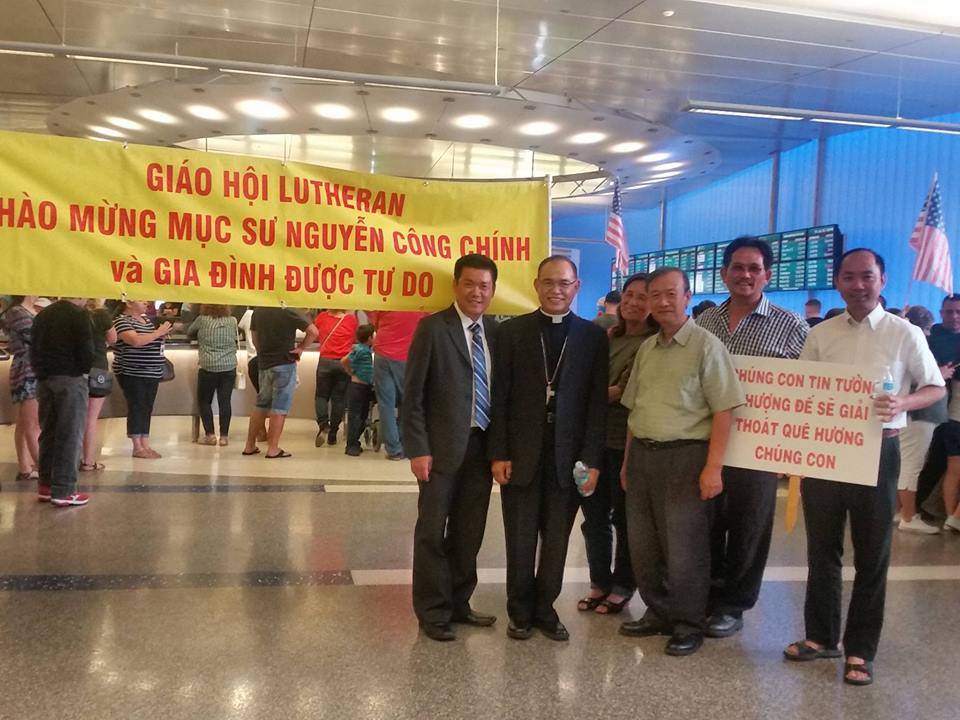 GIÁO HỘI LUTHERAN
HÀO MỪNG MỤC SƯ NGUYỄN CÔNG CHÍNH
và GIA ĐÌNH ĐƯỢC TỰ DO
CHÚNG CON TIN TƯỞNG
THƯỢNG ĐẾ SẼ GIẢI
THOÁT QUÊ HƯƠNG
CHÚNG CON